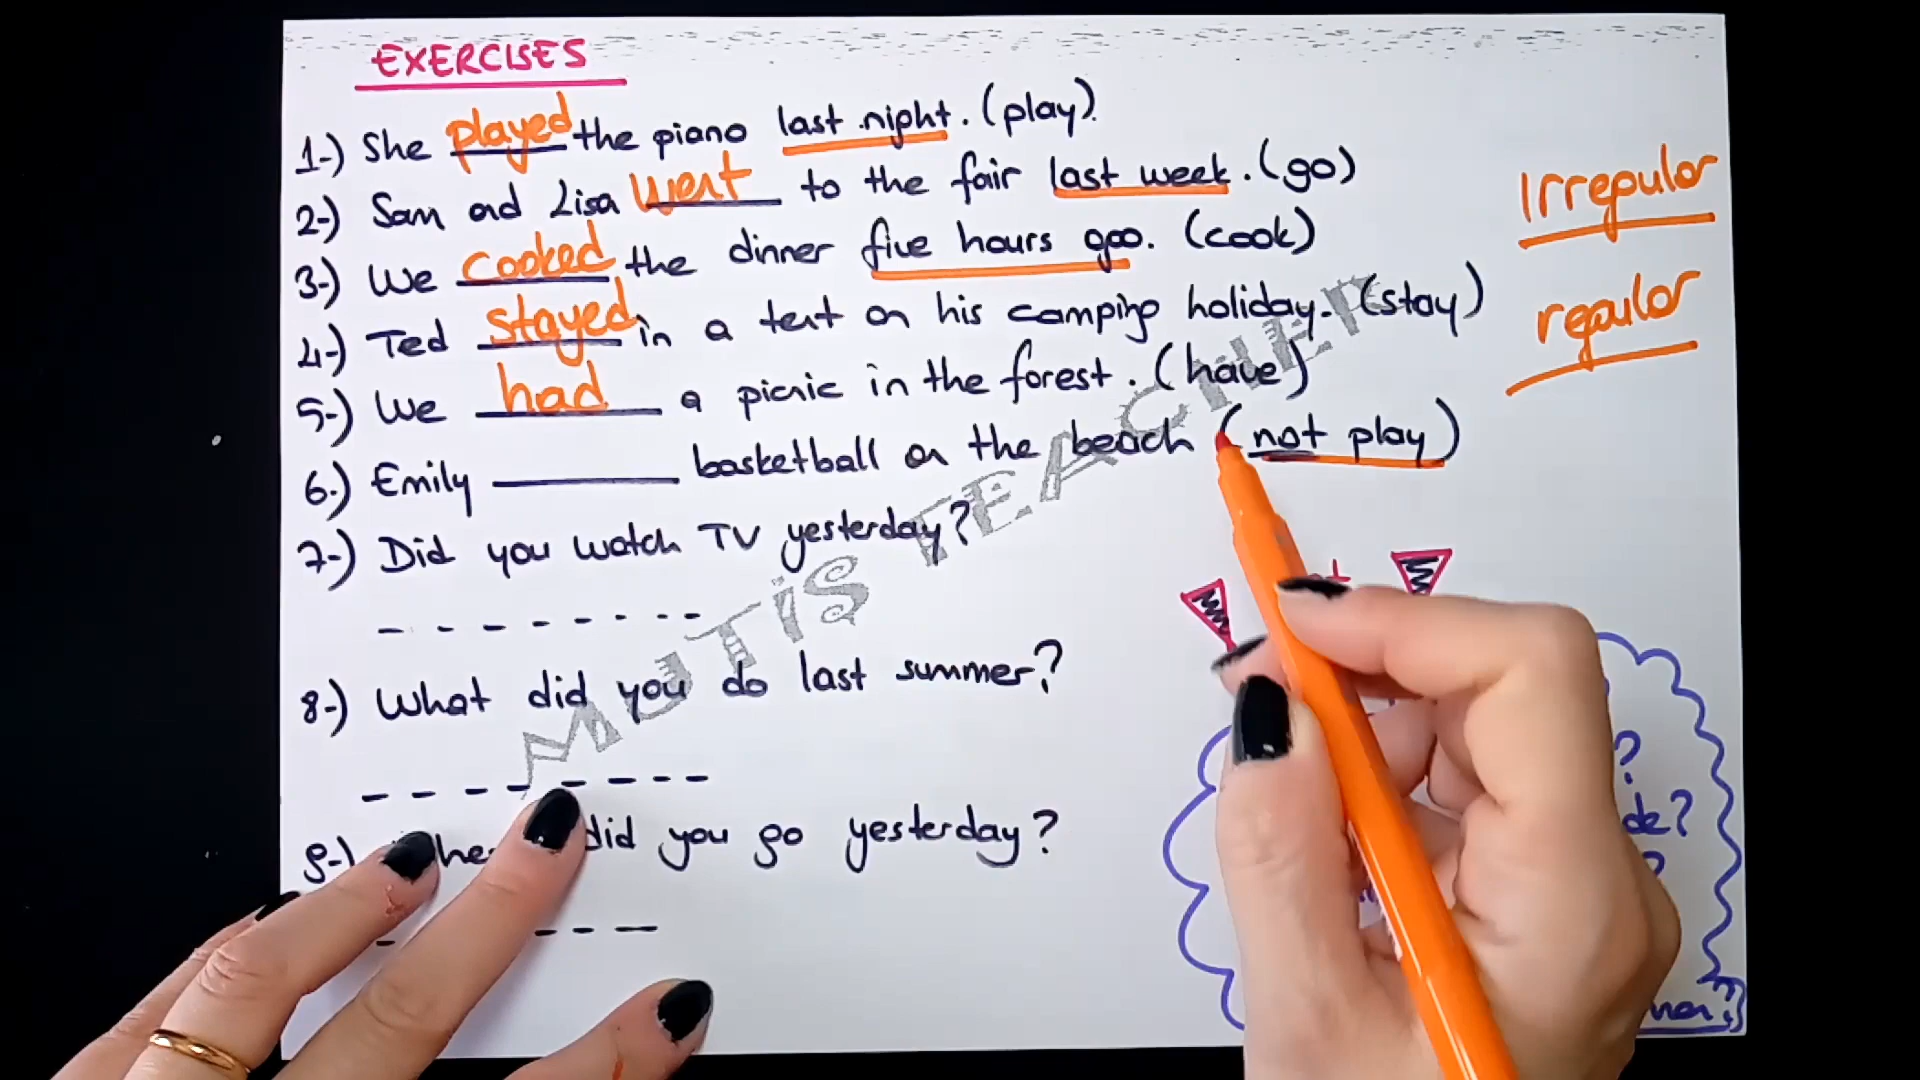 EXERCISES
1-) She played the piano last night. (play)
2-) Sam and Lisa went to the fair last week. (go)
3-) We cooked the dinner five hours goo. (cook)
4-) Ted stayed in a tent on his camping holiday. (stay)
5-) We had a picnic in the forest. (have)
6-) Emily ________ basketball on the beach (not play)
7-) Did you watch TV yesterday?
8-) What did you do last summer?
9-) did you go yesterday?
Irregular
regular
MUTIS TEACHER
?
?